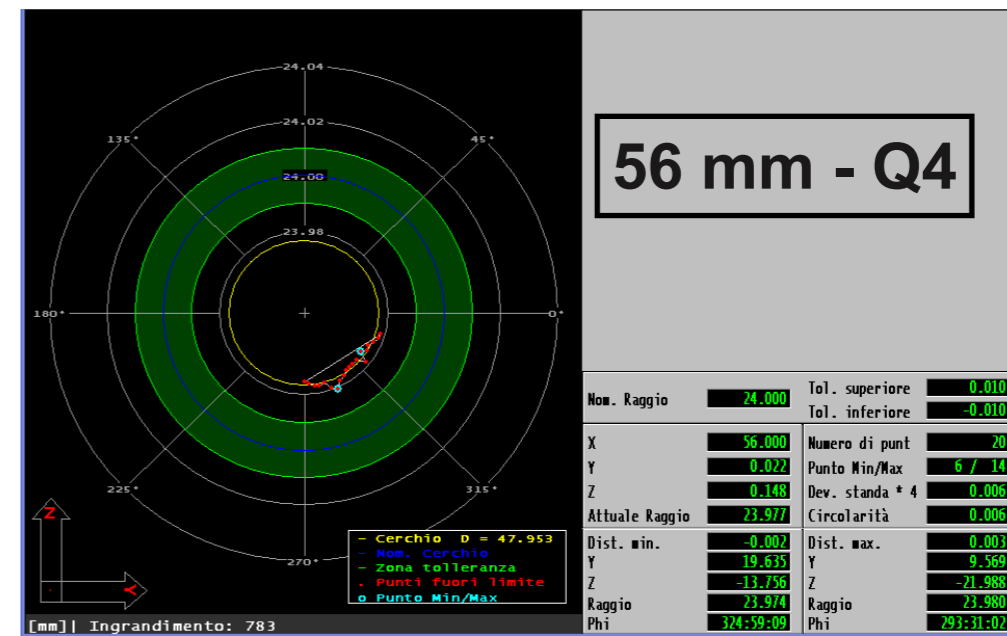 24.04
24.02
135°
45°
24.00
23.98
180°
0°
225°
315°
270°
Z
Y
- Cerchio D = 47.953
- Nom. Cerchio
- Zona tolleranza
. Punti fuori limite
o Punto Min/Max
[mm]| Ingrandimento: 783
56 mm - Q4
Nom. Raggio 24.000 Tol. superiore 0.010
Tol. inferiore -0.010
X 56.000 Numero di punt 20
Y 0.022 Punto Min/Max 6 / 14
Z 0.148 Dev. standa * 4 0.006
Attuale Raggio 23.977 Circolarità 0.006
Dist. min. -0.002 Dist. max. 0.003
Y 19.635 Y 9.569
Z -13.756 Z -21.988
Raggio 23.974 Raggio 23.980
Phi 324:59:09 Phi 293:31:02